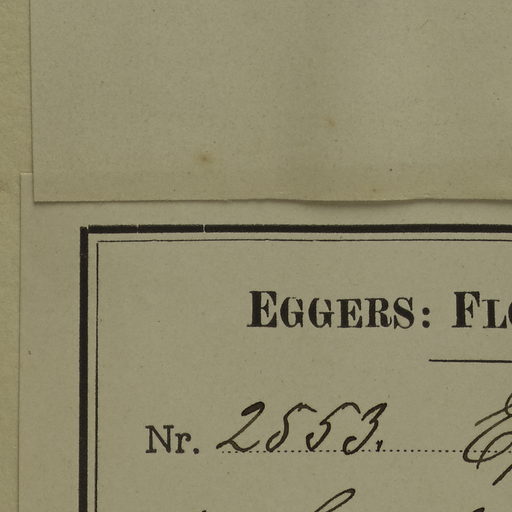 EGGERS: FL
Nr. 2553.